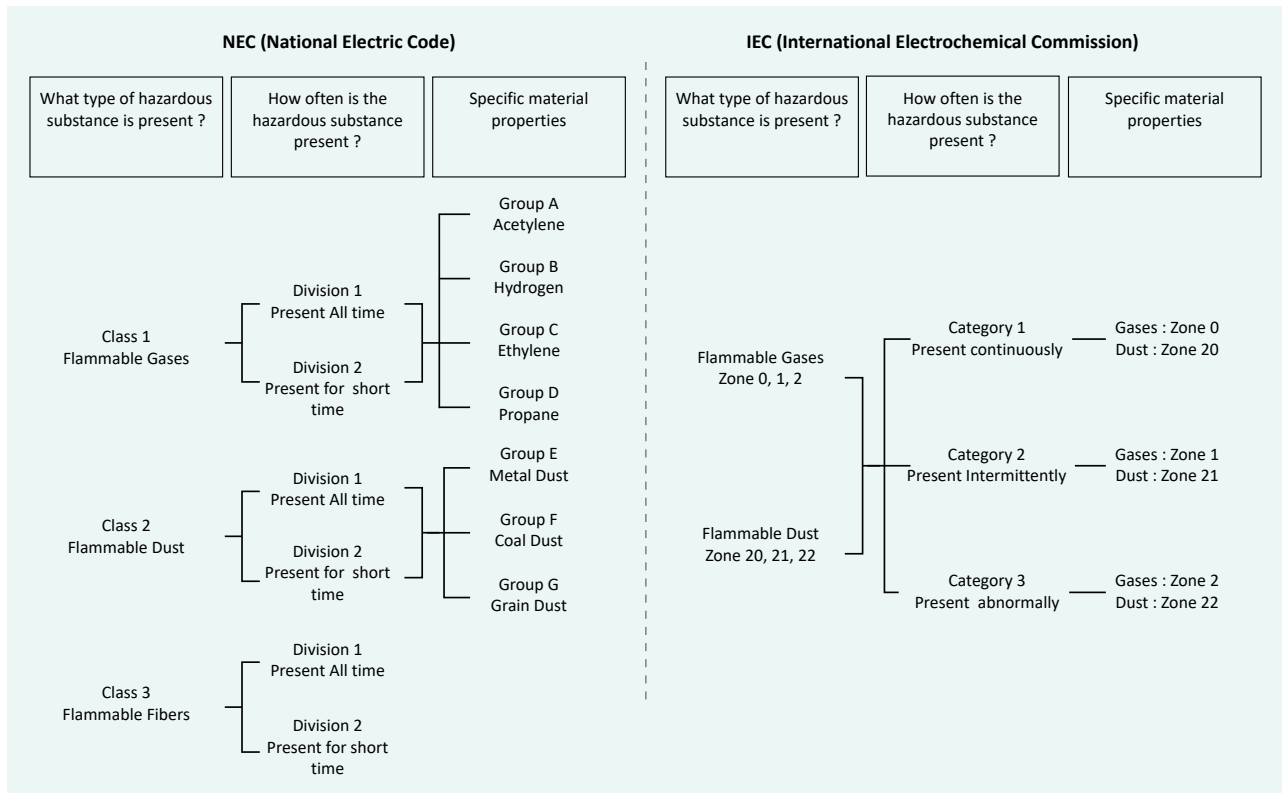 NEC (National Electric Code)
What type of hazardous
substance is present ?
How often is the
hazardous substance
present ?
Specific material
properties
Class 1
Flammable Gases
Division 1
Present All time
Division 2
Present for short
time
Group A
Acetylene
Group B
Hydrogen
Group C
Ethylene
Group D
Propane
Class 2
Flammable Dust
Division 1
Present All time
Division 2
Present for short
time
Group E
Metal Dust
Group F
Coal Dust
Group G
Grain Dust
Class 3
Flammable Fibers
Division 1
Present All time
Division 2
Present for short
time
IEC (International Electrochemical Commission)
What type of hazardous
substance is present ?
How often is the
hazardous substance
present ?
Specific material
properties
Flammable Gases
Zone 0, 1, 2
Flammable Dust
Zone 20, 21, 22
Category 1
Present continuously
Gases : Zone 0
Dust : Zone 20
Category 2
Present Intermittently
Gases : Zone 1
Dust : Zone 21
Category 3
Present abnormally
Gases : Zone 2
Dust : Zone 22